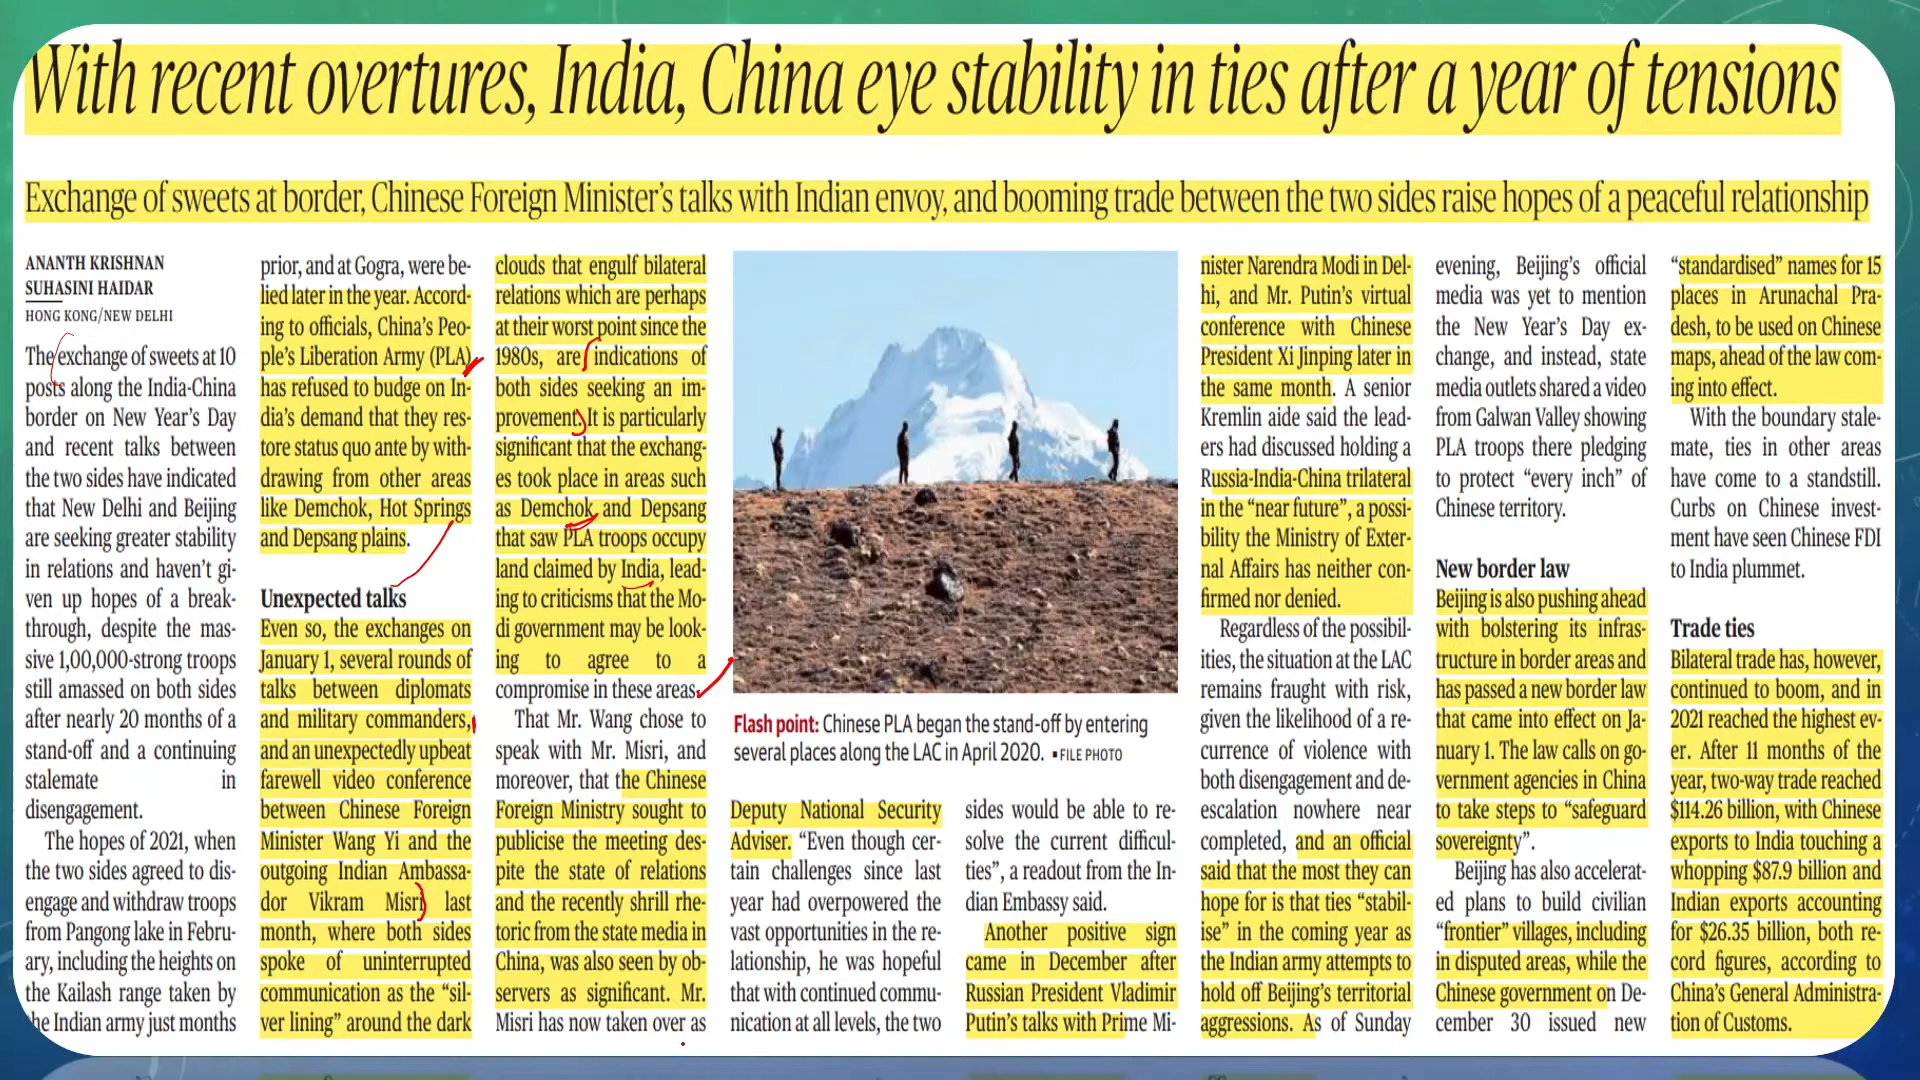 With recent overtures, India, China eye stability in ties after a year of tensions
Exchange of sweets at border, Chinese Foreign Minister's talks with Indian envoy, and booming trade between the two sides raise hopes of a peaceful relationship
ANANTH KRISHNAN
SUHASINI HAIDAR
HONG KONG/NEW DELHI
The exchange of sweets at 10
posts along the India-China
border on New Year's Day
and recent talks between
the two sides have indicated
that New Delhi and Beijing
are seeking greater stability
in relations and haven't gi-
ven up hopes of a break-
through, despite the mas-
sive 1,00,000-strong troops
still amassed on both sides
after nearly 20 months of a
stand-off and a continuing
stalemate in
disengagement.
The hopes of 2021, when
the two sides agreed to dis-
engage and withdraw troops
from Pangong lake in Febru-
ary, including the heights on
the Kailash range taken by
the Indian army just months
prior, and at Gogra, were be-
lied later in the year. Accord-
ing to officials, China's Peo-
ple's Liberation Army (PLA)
has refused to budge on In-
dia's demand that they res-
tore status quo ante by with-
drawing from other areas
like Demchok, Hot Springs
and Depsang plains.
Unexpected talks
Even so, the exchanges on
January 1, several rounds of
talks between diplomats
and military commanders,
and an unexpectedly upbeat
farewell video conference
between Chinese Foreign
Minister Wang Yi and the
outgoing Indian Ambassa-
dor Vikram Misri last
month, where both sides
spoke of uninterrupted
communication as the "sil-
ver lining" around the dark
clouds that engulf bilateral
relations which are perhaps
at their worst point since the
1980s, are indications of
both sides seeking an im-
provement. It is particularly
significant that the exchang-
es took place in areas such
as Demchok and Depsang
that saw PLA troops occupy
land claimed by India, lead-
ing to criticisms that the Mo-
di government may be look-
ing to agree to a
compromise in these areas.
That Mr. Wang chose to
speak with Mr. Misri, and
moreover, that the Chinese
Foreign Ministry sought to
publicise the meeting des-
pite the state of relations
and the recently shrill rhe-
toric from the state media in
China, was also seen by ob-
servers as significant. Mr.
Misri has now taken over as
Flash point: Chinese PLA began the stand-off by entering
several places along the LAC in April 2020. ▪FILE PHOTO
Deputy National Security
Adviser. "Even though cer-
tain challenges since last
year had overpowered the
vast opportunities in the re-
lationship, he was hopeful
that with continued commu-
nication at all levels, the two
sides would be able to re-
solve the current difficul-
ties", a readout from the In-
dian Embassy said.
Another positive sign
came in December after
Russian President Vladimir
Putin's talks with Prime Mi-
nister Narendra Modi in Del-
hi, and Mr. Putin's virtual
conference with Chinese
President Xi Jinping later in
the same month. A senior
Kremlin aide said the lead-
ers had discussed holding a
Russia-India-China trilateral
in the "near future", a possi-
bility the Ministry of Exter-
nal Affairs has neither con-
firmed nor denied.
Regardless of the possibil-
ities, the situation at the LAC
remains fraught with risk,
given the likelihood of a re-
currence of violence with
both disengagement and de-
escalation nowhere near
completed, and an official
said that the most they can
hope for is that ties "stabil-
ise" in the coming year as
the Indian army attempts to
hold off Beijing's territorial
aggressions. As of Sunday
evening, Beijing's official
media was yet to mention
the New Year's Day ex-
change, and instead, state
media outlets shared a video
from Galwan Valley showing
PLA troops there pledging
to protect "every inch" of
Chinese territory.
New border law
Beijing is also pushing ahead
with bolstering its infras-
tructure in border areas and
has passed a new border law
that came into effect on Ja-
nuary 1. The law calls on go-
vernment agencies in China
to take steps to "safeguard
sovereignty".
Beijing has also accelerat-
ed plans to build civilian
"frontier" villages, including
in disputed areas, while the
Chinese government on De-
cember 30 issued new
"standardised" names for 15
places in Arunachal Pra-
desh, to be used on Chinese
maps, ahead of the law com-
ing into effect.
With the boundary stale-
mate, ties in other areas
have come to a standstill.
Curbs on Chinese invest-
ment have seen Chinese FDI
to India plummet.
Trade ties
Bilateral trade has, however,
continued to boom, and in
2021 reached the highest ev-
er. After 11 months of the
year, two-way trade reached
$114.26 billion, with Chinese
exports to India touching a
whopping $87.9 billion and
Indian exports accounting
for $26.35 billion, both re-
cord figures, according to
China's General Administra-
tion of Customs.